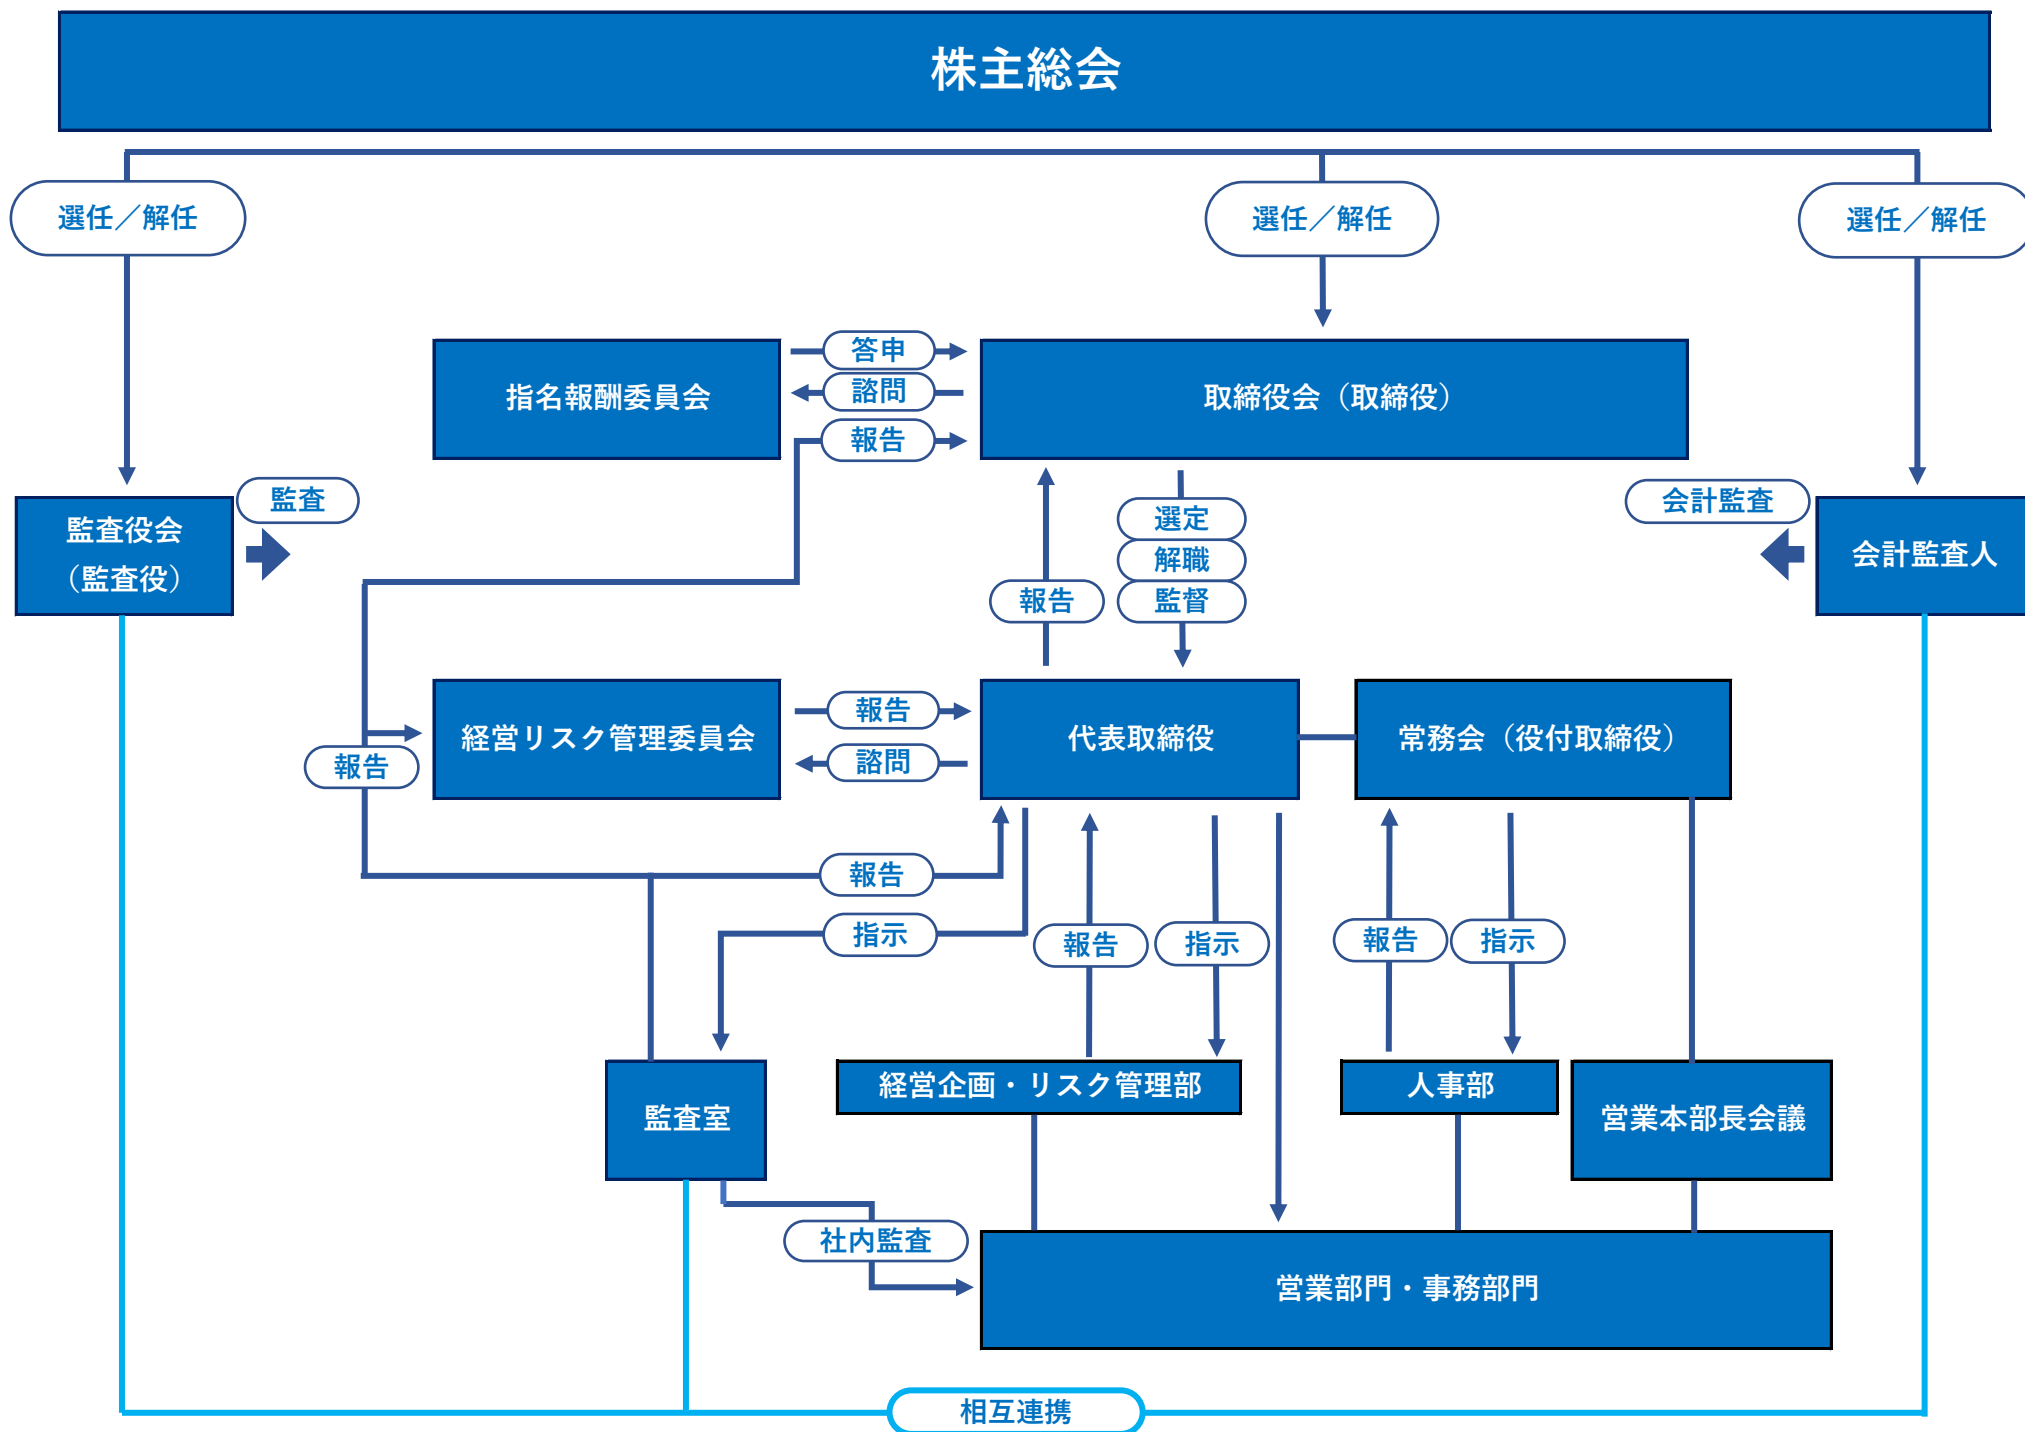 株主総会
選任／解任
選任／解任
選任／解任
答申
諮問
報告
指名報酬委員会
取締役会（取締役）
監査
会計監査
監査役会
（監査役）
会計監査人
選定
解職
監督
報告
経営リスク管理委員会
報告
諮問
代表取締役
常務会（役付取締役）
報告
報告
指示
報告
指示
報告
指示
監査室
経営企画・リスク管理部
人事部
営業本部長会議
社内監査
営業部門・事務部門
相互連携